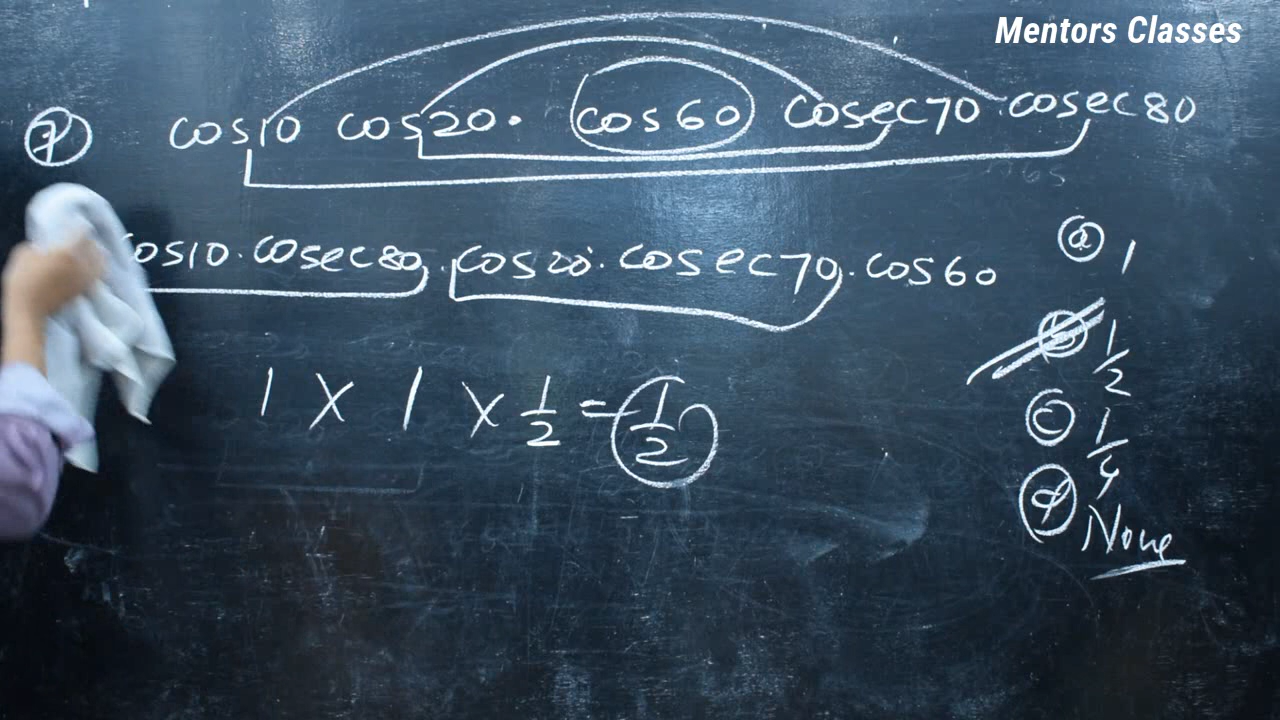 Mentors Classes
7 cos10 cos20. cos60 cosec70.cosec80
cos10.cosec80.cos20.cosec70.cos60
1 X 1 X 1/2 = 1/2
a 1
b 1/2
c 1/4
d None